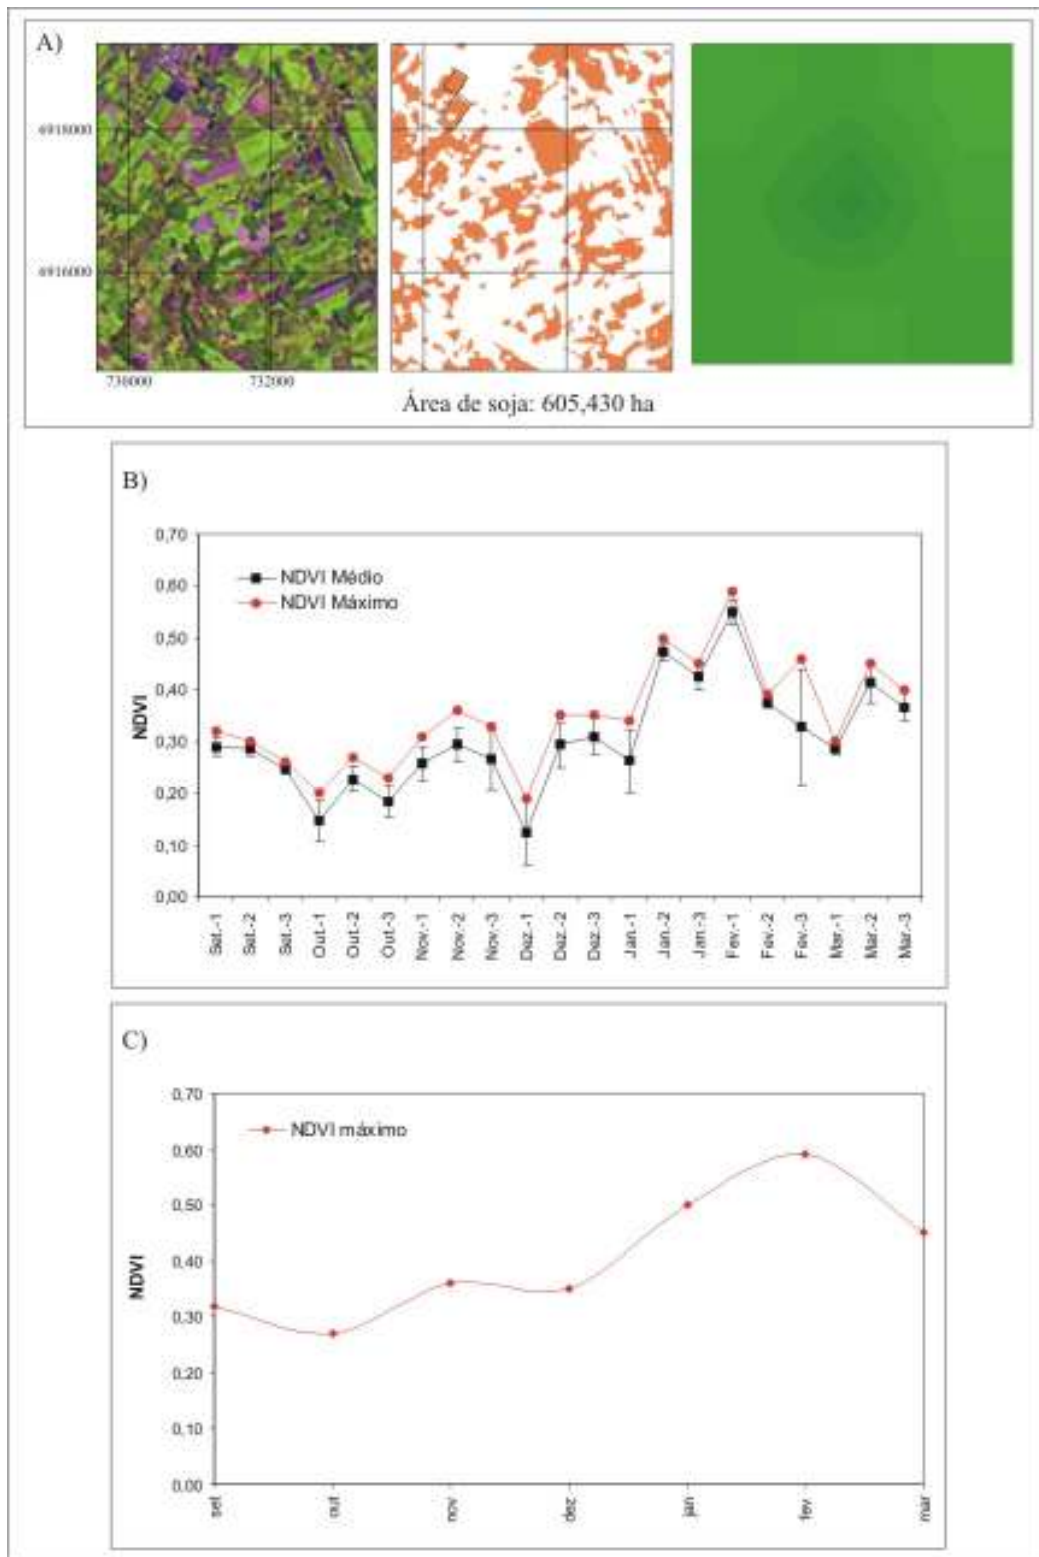 A)
6918000
6916000
730000
732000
Área de soja: 605,430 ha
B)
0,70
0,60
0,50
0,40
0,30
0,20
0,10
0,00
NDVI
NDVI Médio
NDVI Máximo
Set.-1
Set.-2
Set.-3
Out.-1
Out.-2
Out.-3
Nov.-1
Nov.-2
Nov.-3
Dez.-1
Dez.-2
Dez.-3
Jan.-1
Jan.-2
Jan.-3
Fev.-1
Fev.-2
Fev.-3
Mar.-1
Mar.-2
Mar.-3
C)
0,70
0,60
0,50
0,40
0,30
0,20
0,10
0,00
NDVI
NDVI máximo
set
out
nov
dez
jan
fev
mar